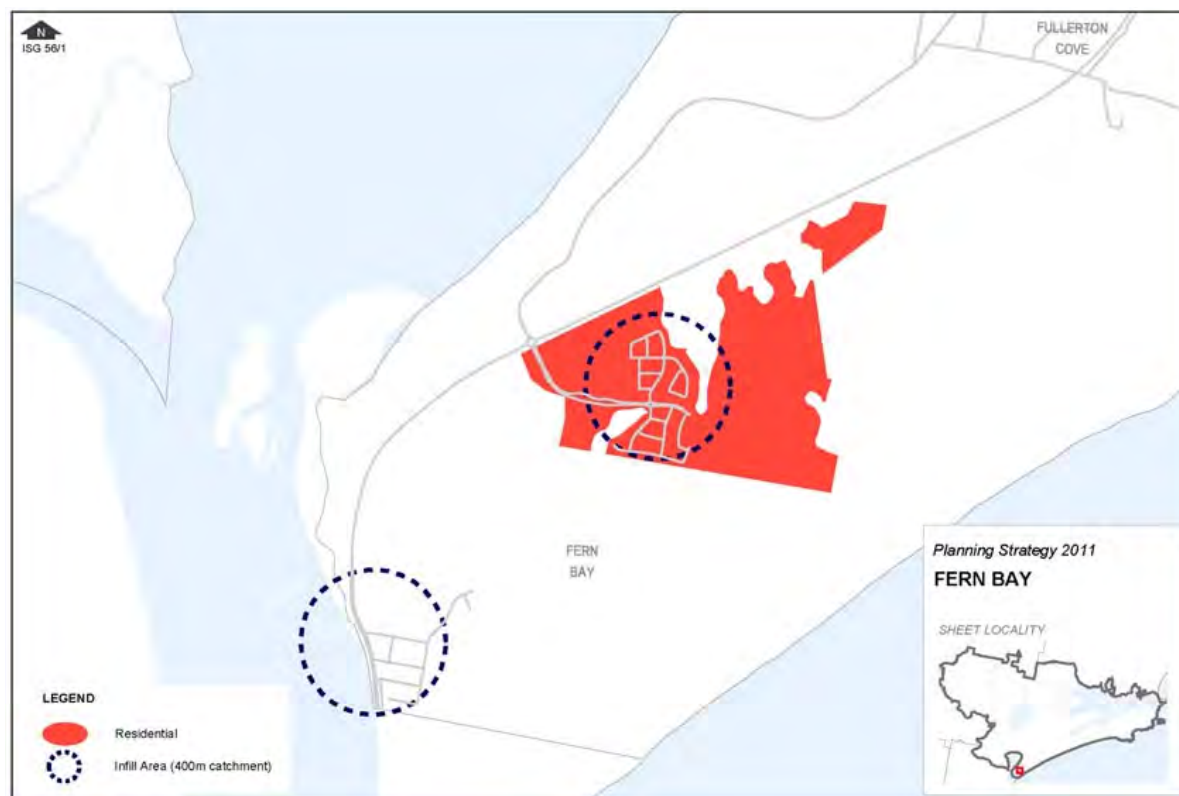 N
ISG 56/1
FULLERTON
COVE
FERN
BAY
Planning Strategy 2011
FERN BAY
SHEET LOCALITY
LEGEND
Residential
Infill Area (400m catchment)